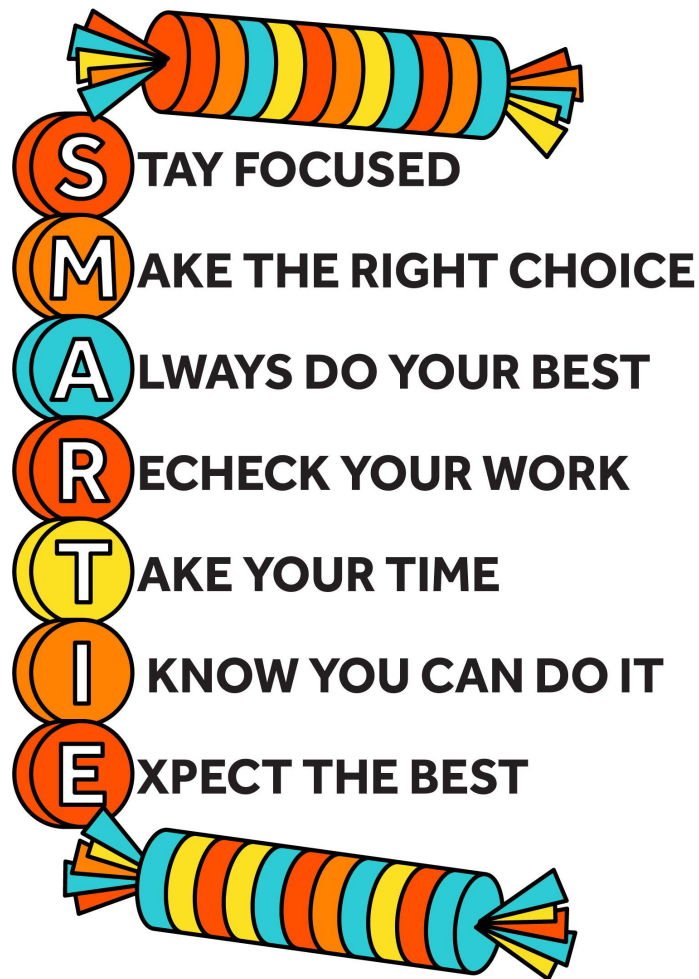 STAY FOCUSED
MAKE THE RIGHT CHOICE
ALWAYS DO YOUR BEST
RECHECK YOUR WORK
TAKE YOUR TIME
I KNOW YOU CAN DO IT
EXPECT THE BEST